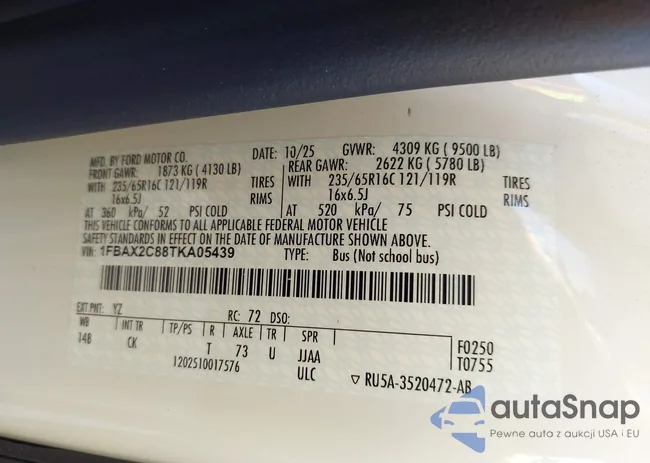 MFD. BY FORD MOTOR CO.
DATE: 10/25 GVWR: 4309 KG ( 9500 LB)
FRONT GAWR: 1873 KG ( 4130 LB)
REAR GAWR: 2622 KG ( 5780 LB)
WITH 235/65R16C 121/119R TIRES
WITH 235/65R16C 121/119R TIRES
16x6.5J RIMS
16x6.5J RIMS
AT 360 kPa/ 52 PSI COLD
AT 520 kPa/ 75 PSI COLD
THIS VEHICLE CONFORMS TO ALL APPLICABLE FEDERAL MOTOR VEHICLE
SAFETY STANDARDS IN EFFECT ON THE DATE OF MANUFACTURE SHOWN ABOVE.
VIN: 1FBAX2C88TKA05439 TYPE: Bus (Not school bus)
EXT PNT: YZ RC: 72 DSO:
WB INT TR TP/PS R AXLE TR SPR F0250
148 CK T 73 U JJAA T0755
1202510017576 ULC ▽ RU5A-3520472-AB
autaSnap
Pewne auta z aukcji USA i EU